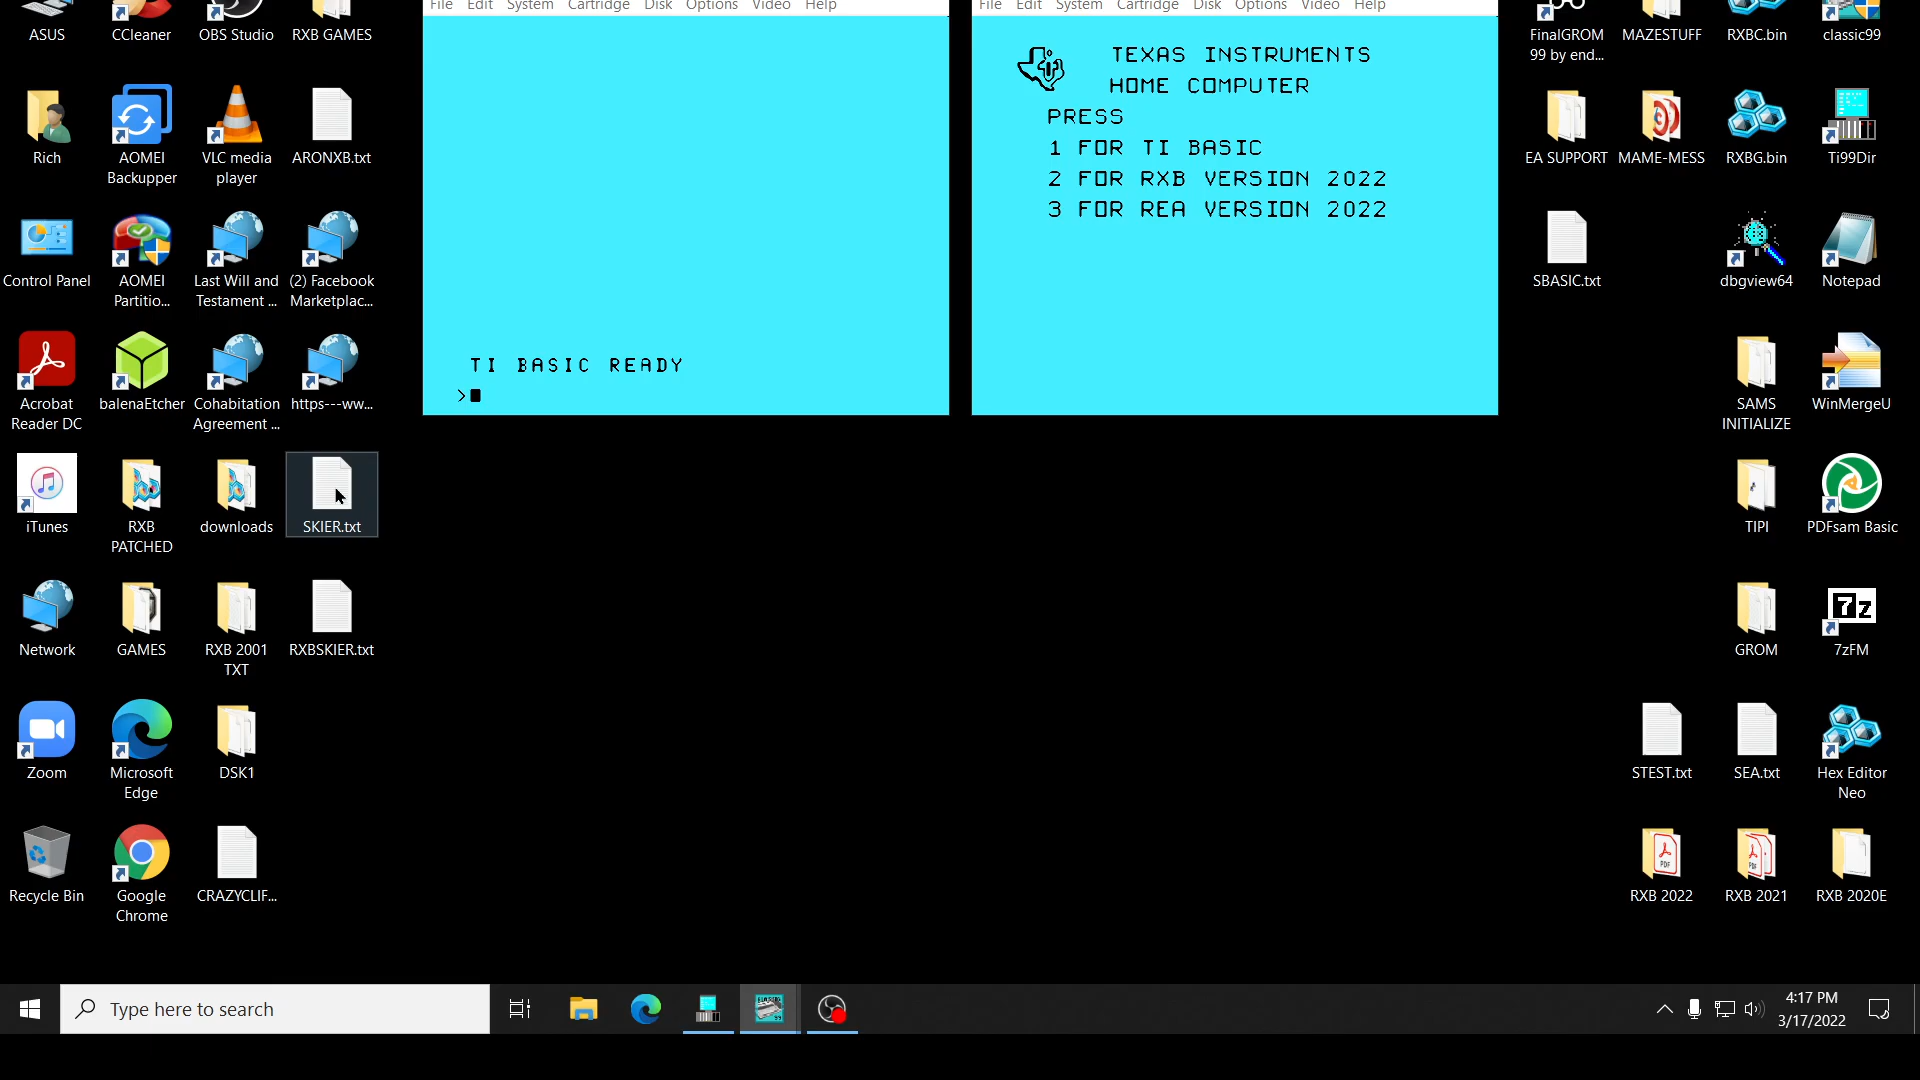 ASUS
CCleaner
OBS Studio
RXB GAMES
File Edit System Cartridge Disk Options Video Help
File Edit System Cartridge Disk Options Video Help
FinalGROM
99 by end...
MAZESTUFF
RXBC.bin
classic99
TEXAS INSTRUMENTS
HOME COMPUTER
PRESS
1 FOR TI BASIC
2 FOR RXB VERSION 2022
3 FOR REA VERSION 2022
TI BASIC READY
>
Rich
AOMEI
Backupper
VLC media
player
ARONXB.txt
EA SUPPORT
MAME-MESS
RXBG.bin
Ti99Dir
Control Panel
AOMEI
Partitio...
Last Will and
Testament ...
(2) Facebook
Marketplac...
SBASIC.txt
dbgview64
Notepad
Acrobat
Reader DC
balenaEtcher
Cohabitation
Agreement ...
https---ww...
SAMS
INITIALIZE
WinMergeU
iTunes
RXB
PATCHED
downloads
SKIER.txt
TIPI
PDFsam Basic
Network
GAMES
RXB 2001
TXT
RXBSKIER.txt
GROM
7z
7zFM
Zoom
Microsoft
Edge
DSK1
STEST.txt
SEA.txt
Hex Editor
Neo
Recycle Bin
Google
Chrome
CRAZYCLIF...
PDF
RXB 2022
PDF
RXB 2021
RXB 2020E
Type here to search
4:17 PM
3/17/2022